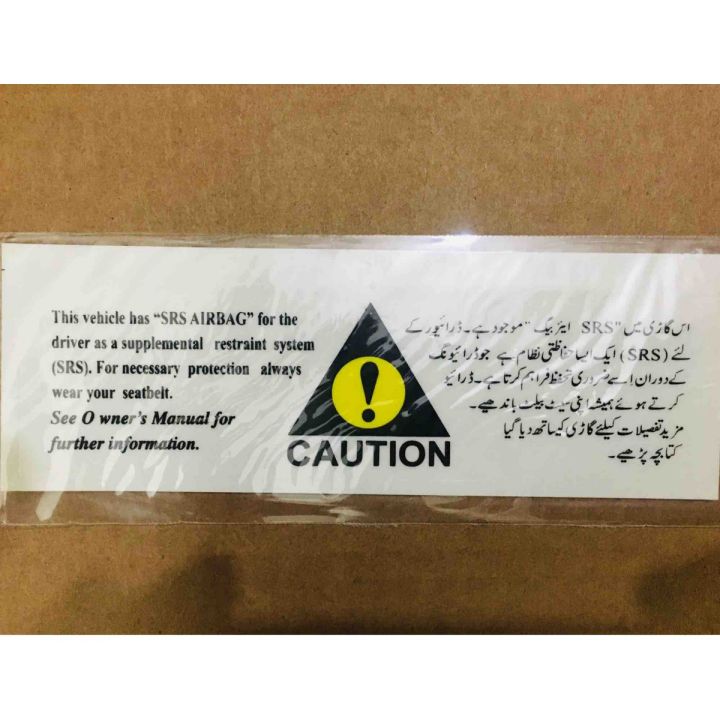 This vehicle has “SRS AIRBAG” for the
driver as a supplemental restraint system
(SRS). For necessary protection always
wear your seatbelt.
See O wner’s Manual for
further information.
!
CAUTION
اس گاڑی میں "SRS ایئر بیگ" موجود ہے۔ ڈرائیور کے
لئے (SRS) ایک ایسا حفاظتی نظام ہے جو ڈرائیونگ
کے دوران اِسے ضروری تحفظ فراہم کرتا ہے۔ ڈرائیو
کرتے ہوئے ہمیشہ اپنی سیٹ بیلٹ باندھیے۔
مزید تفصیلات کیلئے گاڑی کیساتھ دیا گیا
کتابچہ پڑھیے۔